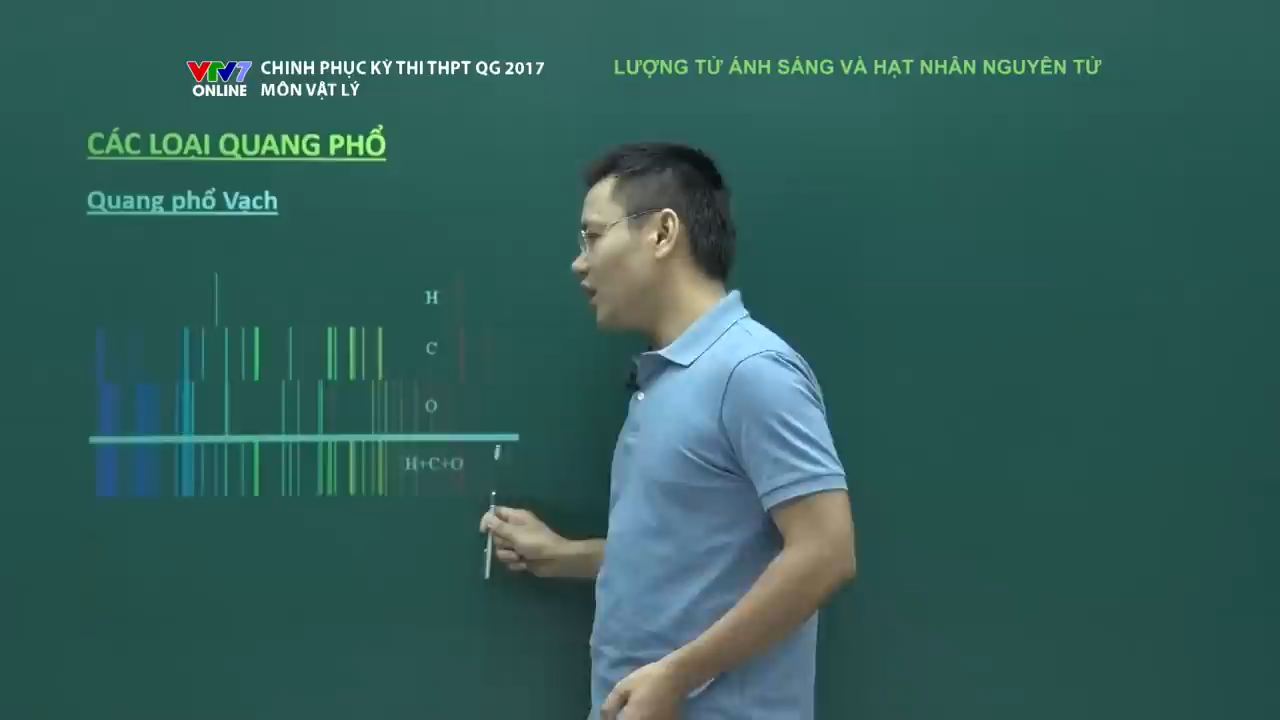 VTV7
ONLINE
CHINH PHỤC KỲ THI THPT QG 2017
MÔN VẬT LÝ
LƯỢNG TỬ ÁNH SÁNG VÀ HẠT NHÂN NGUYÊN TỬ
CÁC LOẠI QUANG PHỔ
Quang phổ Vạch
H
C
O
H+C+O